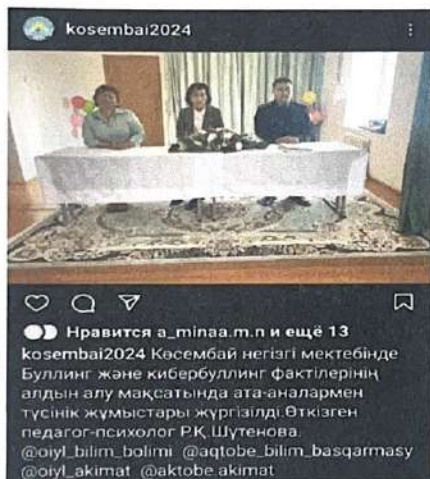 kosembai2024
Нравится a_minaa.m.n и ещё 13
kosembai2024 Көсембай негізгі мектебінде
Буллинг және кибербуллинг фактілерінің
алдын алу мақсатында ата-аналармен
түсінік жұмыстары жүргізілді.Өткізген
педагог-психолог Р.Қ.Шутенова.
@oiyl_bilim_bolimi @aqtobe_bilim_basqarmasy
@oiyl_akimat @aktobe.akimat